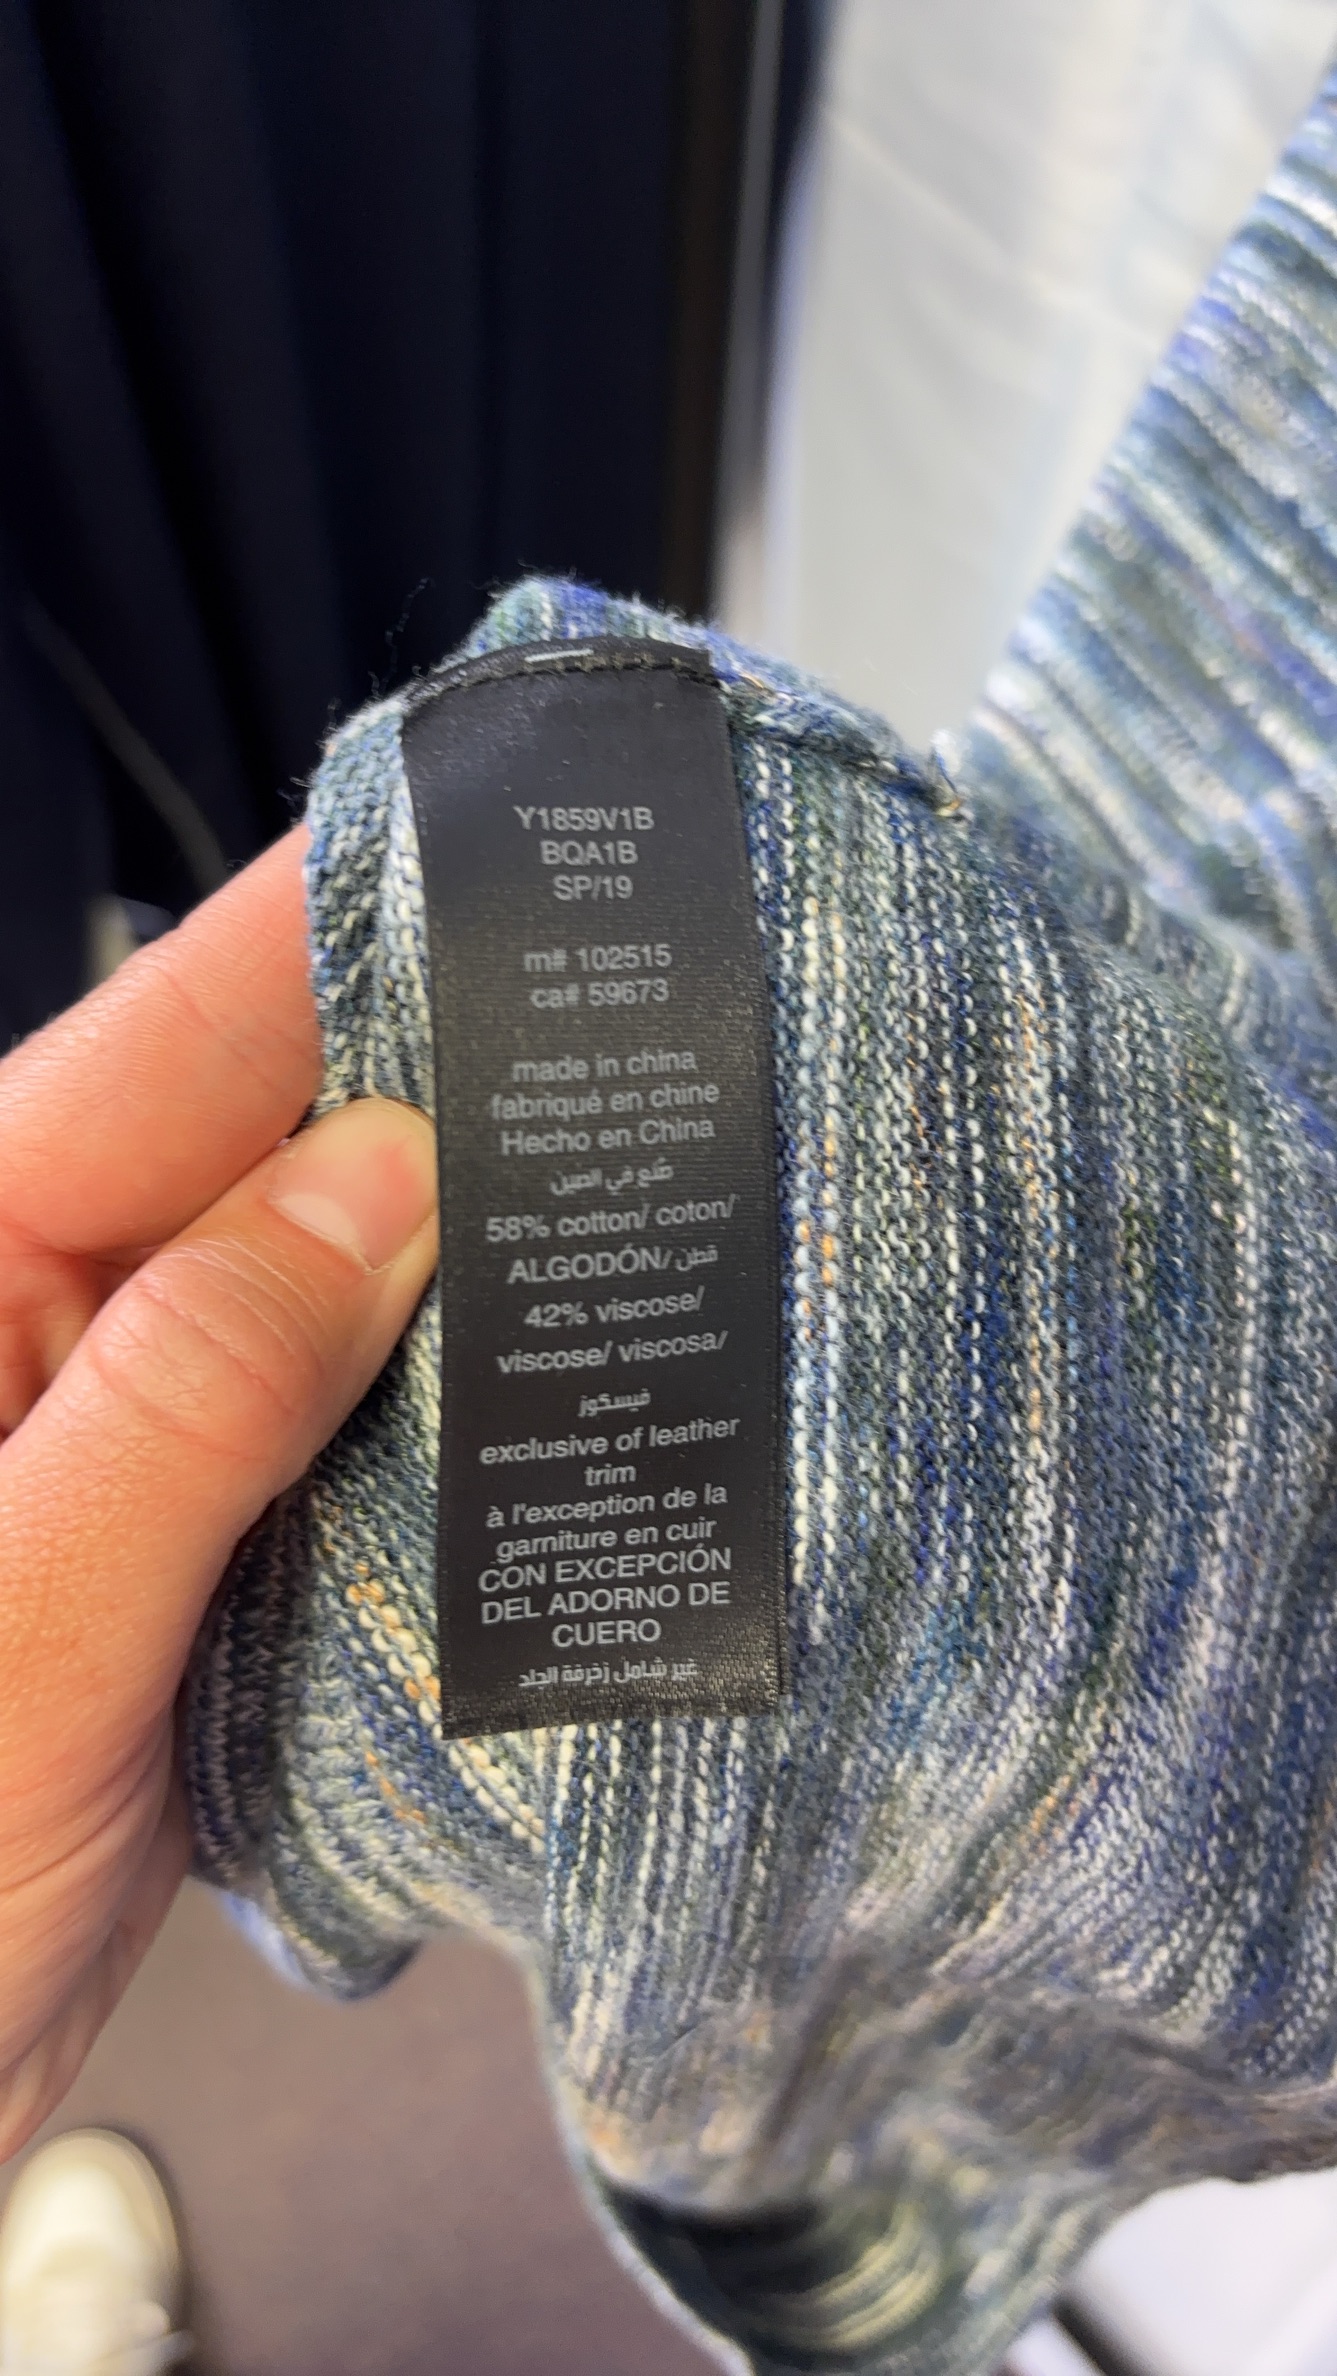 Y1859V1B
BQA1B
SP/19
m# 102515
ca# 59673
made in china
fabriqué en chine
Hecho en China
صُنع في الصين
58% cotton/ coton/
ALGODÓN/ قطن
42% viscose/
viscose/ viscosa/
فيسكوز
exclusive of leather
trim
à l'exception de la
garniture en cuir
CON EXCEPCIÓN
DEL ADORNO DE
CUERO
غير شامل زخرفة الجلد